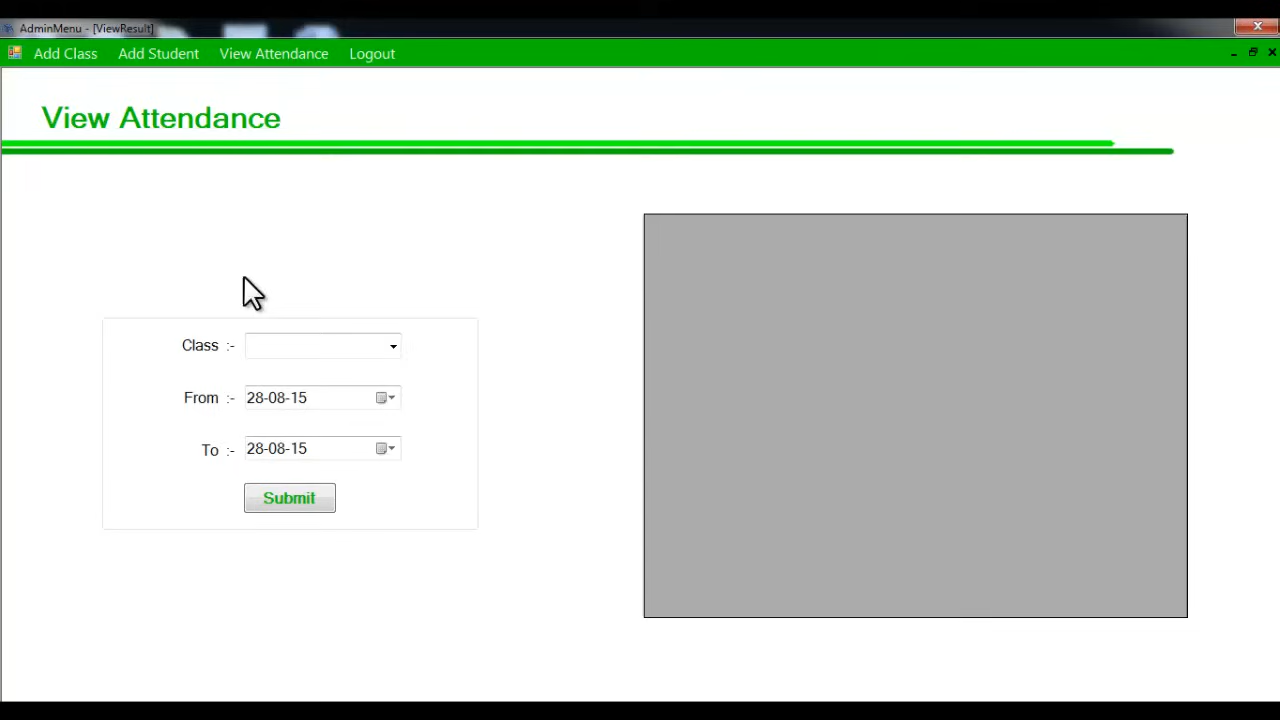 AdminMenu - [ViewResult]
Add Class Add Student View Attendance Logout
View Attendance
Class :-
From :- 28-08-15
To :- 28-08-15
Submit